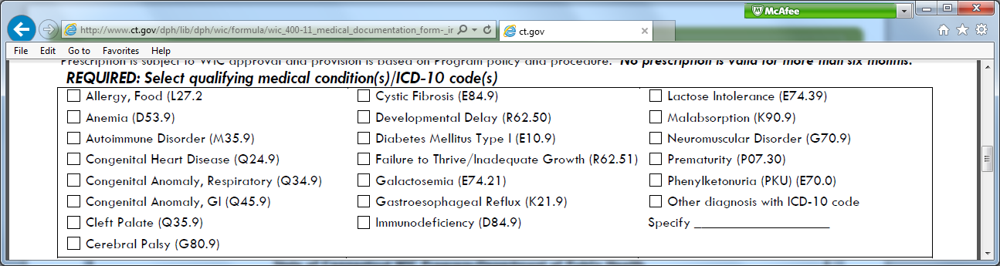 McAfee
http://www.ct.gov/dph/lib/dph/wic/formula/wic_400-11_medical_documentation_form-_ir
ct.gov
File Edit Go to Favorites Help
Prescription is subject to WIC approval and provision is based on Program policy and procedure. No prescription is valid for more than six months.
REQUIRED: Select qualifying medical condition(s)/ICD-10 code(s)
Allergy, Food (L27.2
Anemia (D53.9)
Autoimmune Disorder (M35.9)
Congenital Heart Disease (Q24.9)
Congenital Anomaly, Respiratory (Q34.9)
Congenital Anomaly, GI (Q45.9)
Cleft Palate (Q35.9)
Cerebral Palsy (G80.9)
Cystic Fibrosis (E84.9)
Developmental Delay (R62.50)
Diabetes Mellitus Type I (E10.9)
Failure to Thrive/Inadequate Growth (R62.51)
Galactosemia (E74.21)
Gastroesophageal Reflux (K21.9)
Immunodeficiency (D84.9)
Lactose Intolerance (E74.39)
Malabsorption (K90.9)
Neuromuscular Disorder (G70.9)
Prematurity (P07.30)
Phenylketonuria (PKU) (E70.0)
Other diagnosis with ICD-10 code
Specify ____________________